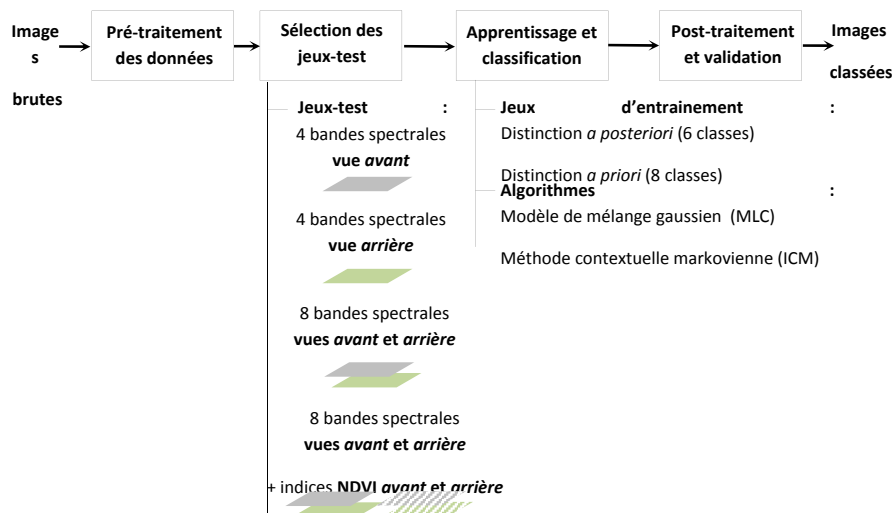 Image
s
brutes
Pré-traitement
des données
Sélection des
jeux-test
Apprentissage et
classification
Post-traitement
et validation
Images
classées
Jeux-test :
4 bandes spectrales
vue avant
4 bandes spectrales
vue arrière
8 bandes spectrales
vues avant et arrière
8 bandes spectrales
vues avant et arrière
+ indices NDVI avant et arrière
Jeux d’entrainement :
Distinction a posteriori (6 classes)
Distinction a priori (8 classes)
Algorithmes :
Modèle de mélange gaussien (MLC)
Méthode contextuelle markovienne (ICM)